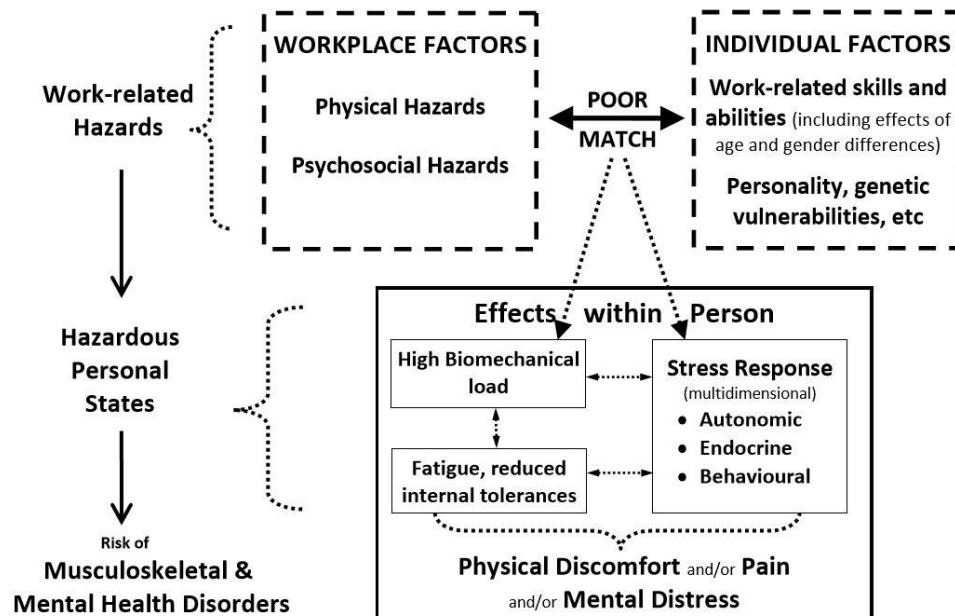 Work-related
Hazards
WORKPLACE FACTORS
Physical Hazards
Psychosocial Hazards
POOR
MATCH
INDIVIDUAL FACTORS
Work-related skills and
abilities (including effects of
age and gender differences)
Personality, genetic
vulnerabilities, etc
Hazardous
Personal
States
Effects within Person
High Biomechanical
load
Fatigue, reduced
internal tolerances
Stress Response
(multidimensional)
• Autonomic
• Endocrine
• Behavioural
Physical Discomfort and/or Pain
and/or Mental Distress
Risk of
Musculoskeletal &
Mental Health Disorders